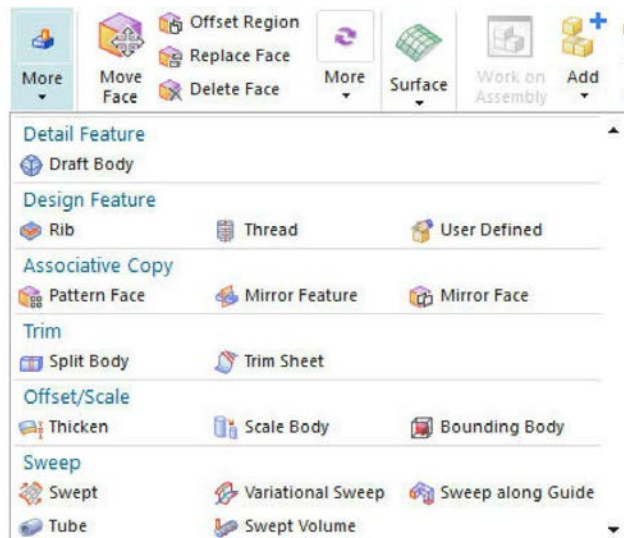 More
Move Face
Offset Region
Replace Face
Delete Face
More
Surface
Work on Assembly
Add
Detail Feature
Draft Body
Design Feature
Rib Thread User Defined
Associative Copy
Pattern Face Mirror Feature Mirror Face
Trim
Split Body Trim Sheet
Offset/Scale
Thicken Scale Body Bounding Body
Sweep
Swept Variational Sweep Sweep along Guide
Tube Swept Volume